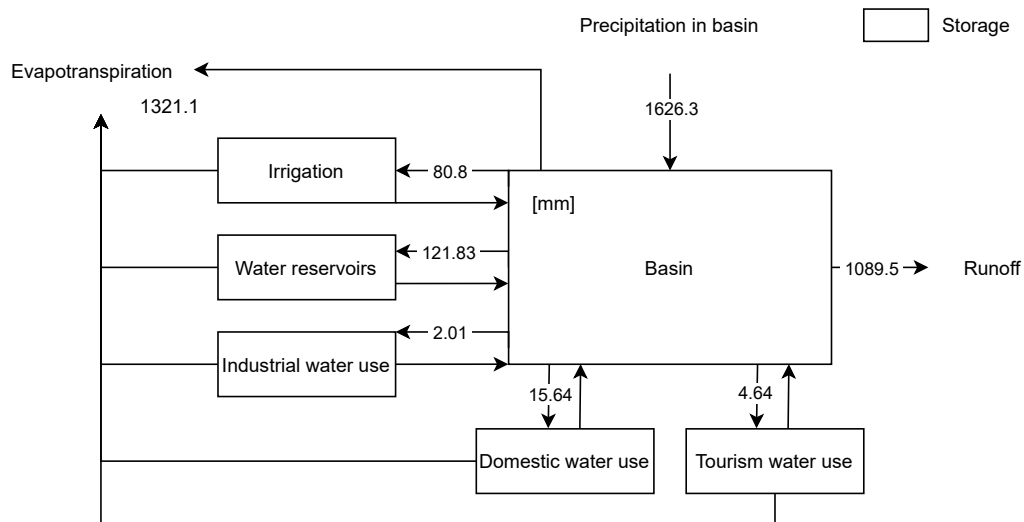 Precipitation in basin
Storage
Evapotranspiration
1321.1
1626.3
Irrigation
80.8
[mm]
Water reservoirs
121.83
Basin
1089.5
Runoff
Industrial water use
2.01
15.64
4.64
Domestic water use
Tourism water use